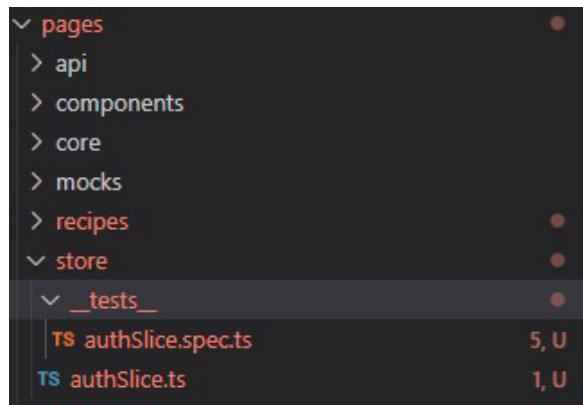 pages
api
components
core
mocks
recipes
store
__tests__
TS authSlice.spec.ts 5, U
TS authSlice.ts 1, U